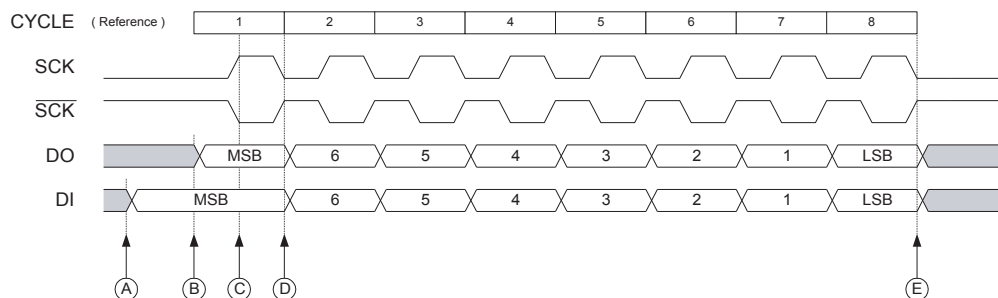 CYCLE ( Reference ) 1 2 3 4 5 6 7 8
SCK
S̅C̅K̅
DO MSB 6 5 4 3 2 1 LSB
DI MSB 6 5 4 3 2 1 LSB
A B C D E